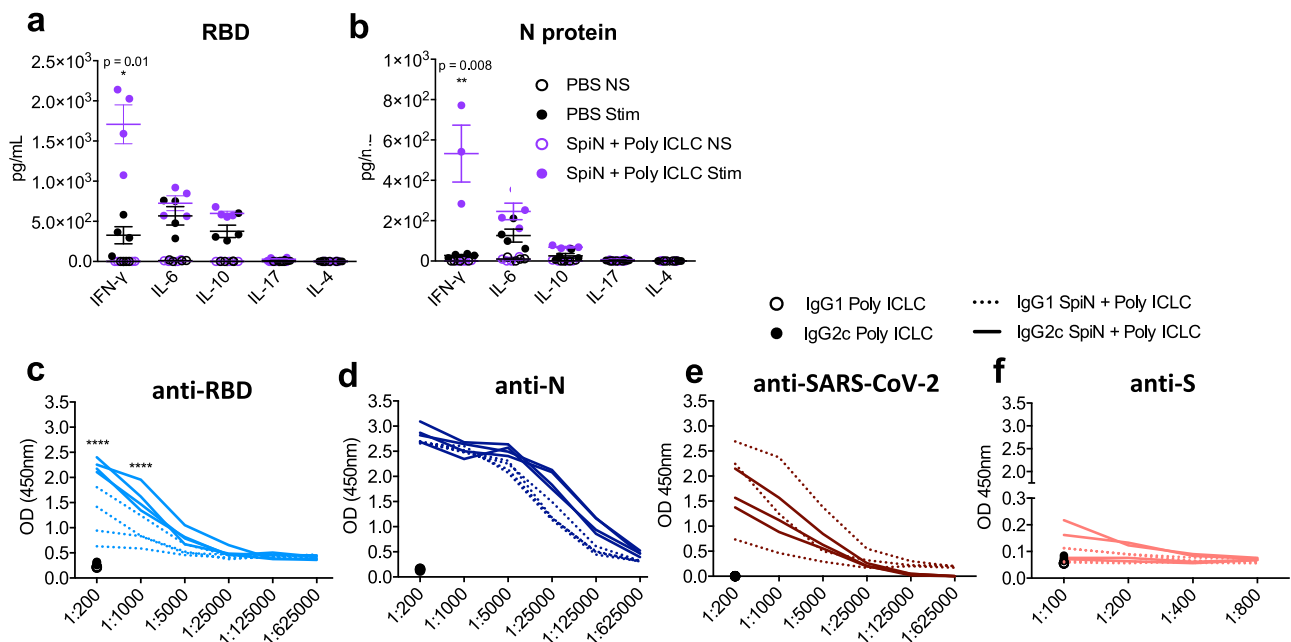 a
RBD
p = 0.01
*
2.5×10³
2.0×10³
1.5×10³
1.0×10³
5.0×10²
0.0
pg/mL
IFN-γ
IL-6
IL-10
IL-17
IL-4
b
N protein
p = 0.008
**
1×10³
8×10²
6×10²
4×10²
2×10²
0
IFN-γ
IL-6
IL-10
IL-17
IL-4
PBS NS
PBS Stim
SpiN + Poly ICLC NS
SpiN + Poly ICLC Stim
IgG1 Poly ICLC
IgG2c Poly ICLC
IgG1 SpiN + Poly ICLC
IgG2c SpiN + Poly ICLC
c
anti-RBD
**** ****
3.5
3.0
2.5
2.0
1.5
1.0
0.5
0.0
OD (450nm)
1:200
1:1000
1:5000
1:25000
1:125000
1:625000
d
anti-N
3.5
3.0
2.5
2.0
1.5
1.0
0.5
0.0
OD (450nm)
1:200
1:1000
1:5000
1:25000
1:125000
1:625000
e
anti-SARS-CoV-2
3.5
3.0
2.5
2.0
1.5
1.0
0.5
0.0
OD 450nm
1:200
1:1000
1:5000
1:25000
1:125000
1:625000
f
anti-S
3.5
3.0
2.5
2.0
0.3
0.2
0.1
0.0
OD 450nm
1:100
1:200
1:400
1:800